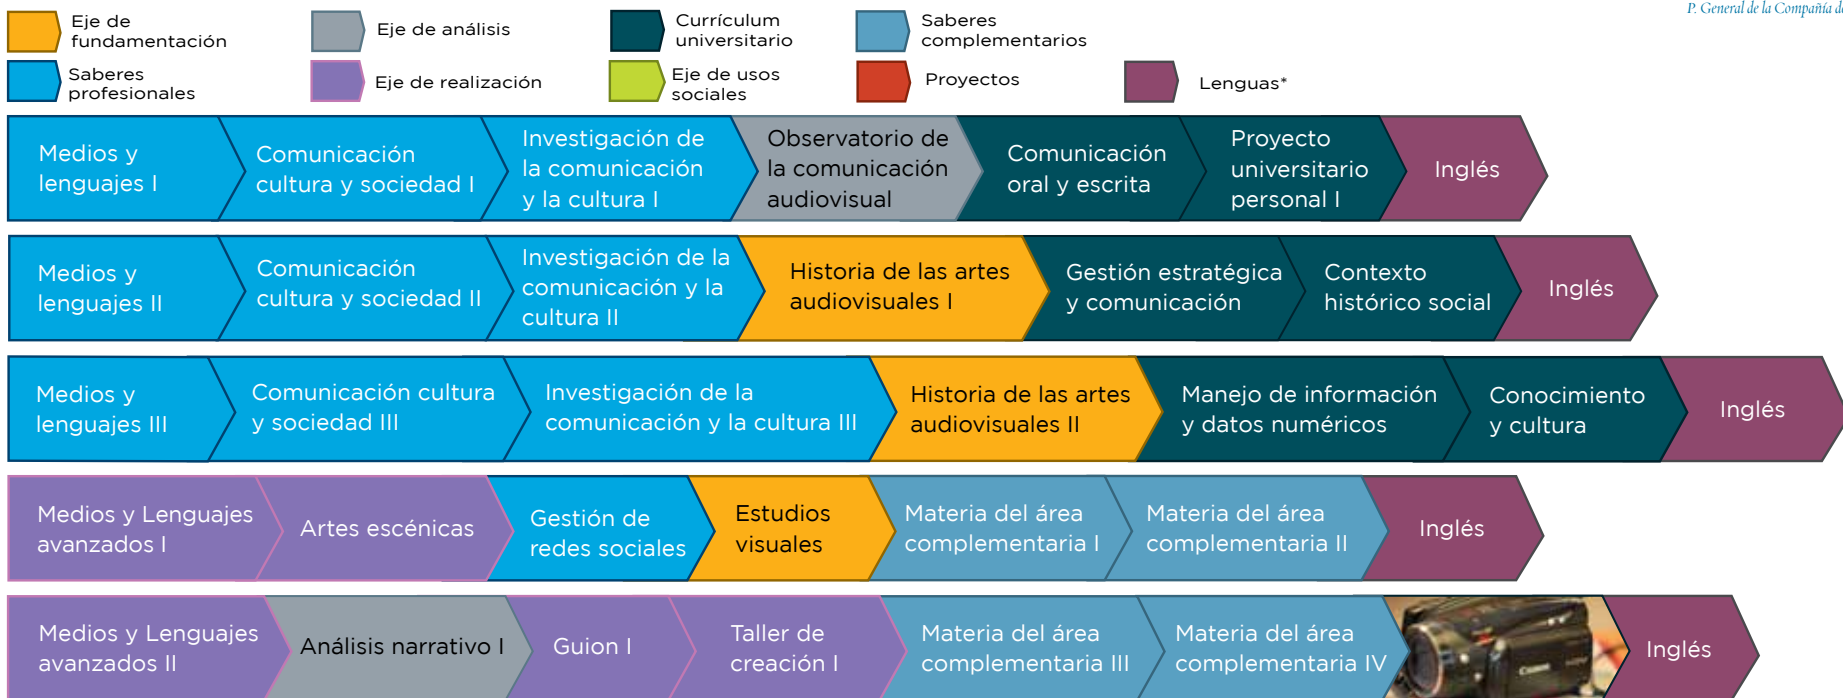 P. General de la Compañía de
Eje de
fundamentación
Eje de análisis
Currículum
universitario
Saberes
complementarios
Saberes
profesionales
Eje de realización
Eje de usos
sociales
Proyectos
Lenguas*
Medios y
lenguajes I
Comunicación
cultura y sociedad I
Investigación de
la comunicación
y la cultura I
Observatorio de
la comunicación
audiovisual
Comunicación
oral y escrita
Proyecto
universitario
personal I
Inglés
Medios y
lenguajes II
Comunicación
cultura y sociedad II
Investigación de la
comunicación y la
cultura II
Historia de las artes
audiovisuales I
Gestión estratégica
y comunicación
Contexto
histórico social
Inglés
Medios y
lenguajes III
Comunicación cultura
y sociedad III
Investigación de la
comunicación y la cultura III
Historia de las artes
audiovisuales II
Manejo de información
y datos numéricos
Conocimiento
y cultura
Inglés
Medios y Lenguajes
avanzados I
Artes escénicas
Gestión de
redes sociales
Estudios
visuales
Materia del área
complementaria I
Materia del área
complementaria II
Inglés
Medios y Lenguajes
avanzados II
Análisis narrativo I
Guion I
Taller de
creación I
Materia del área
complementaria III
Materia del área
complementaria IV
Canon
Inglés